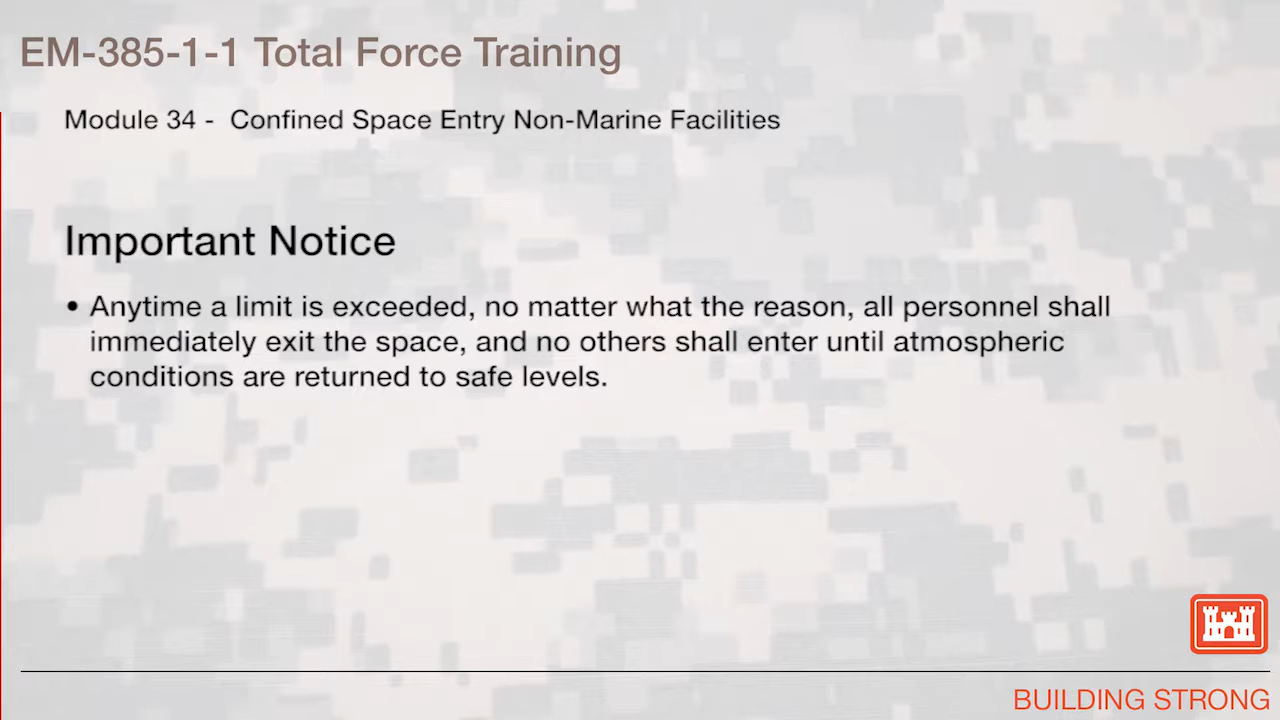 EM-385-1-1 Total Force Training
Module 34 - Confined Space Entry Non-Marine Facilities
Important Notice
• Anytime a limit is exceeded, no matter what the reason, all personnel shall
immediately exit the space, and no others shall enter until atmospheric
conditions are returned to safe levels.
BUILDING STRONG